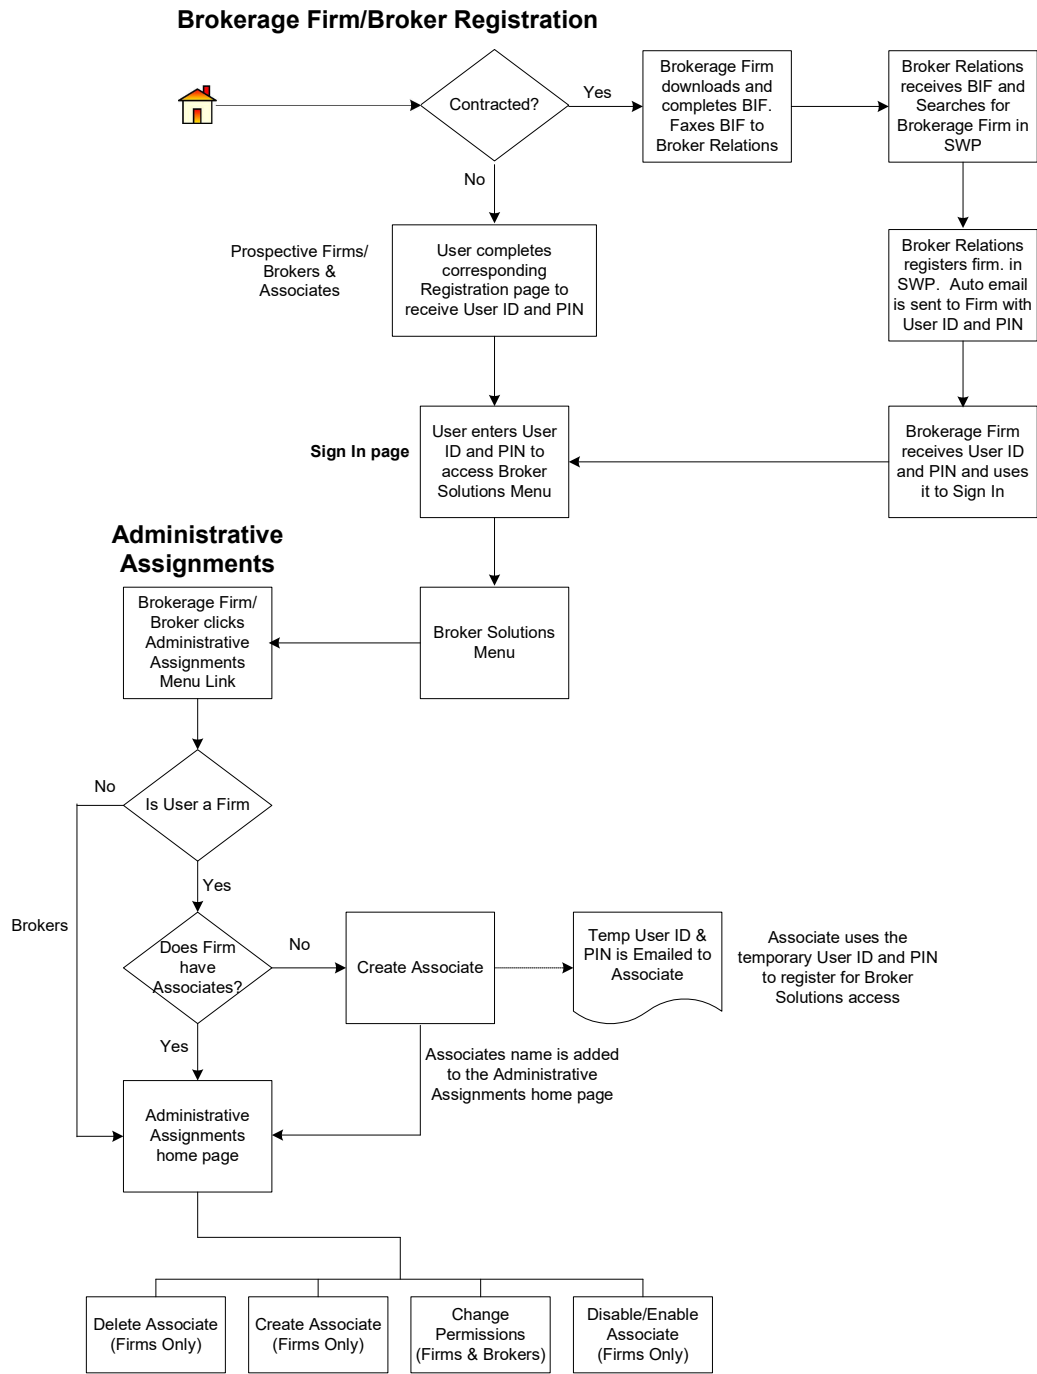 Brokerage Firm/Broker Registration
Contracted?
Yes
Brokerage Firm
downloads and
completes BIF.
Faxes BIF to
Broker Relations
Broker Relations
receives BIF and
Searches for
Brokerage Firm in
SWP
No
Prospective Firms/
Brokers &
Associates
User completes
corresponding
Registration page to
receive User ID and PIN
Broker Relations
registers firm. in
SWP.  Auto email
is sent to Firm with
User ID and PIN
Sign In page
User enters User
ID and PIN to
access Broker
Solutions Menu
Brokerage Firm
receives User ID
and PIN and uses
it to Sign In
Administrative
Assignments
Brokerage Firm/
Broker clicks
Administrative
Assignments
Menu Link
Broker Solutions
Menu
No
Is User a Firm
Yes
Brokers
Does Firm
have
Associates?
No
Create Associate
Temp User ID &
PIN is Emailed to
Associate
Associate uses the
temporary User ID and PIN
to register for Broker
Solutions access
Yes
Associates name is added
to the Administrative
Assignments home page
Administrative
Assignments
home page
Delete Associate
(Firms Only)
Create Associate
(Firms Only)
Change
Permissions
(Firms & Brokers)
Disable/Enable
Associate
(Firms Only)